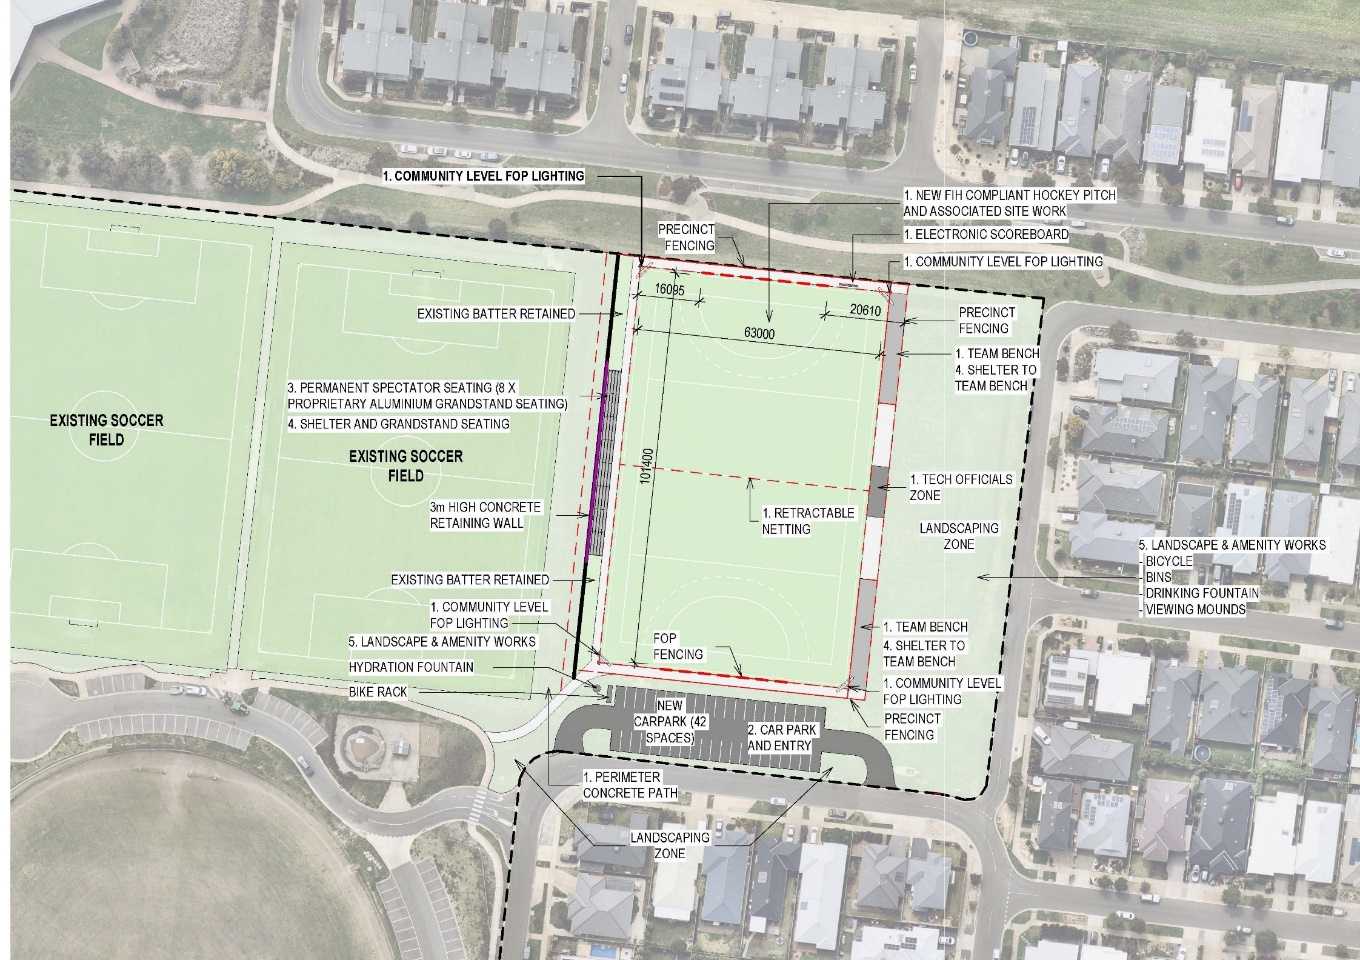 1. COMMUNITY LEVEL FOP LIGHTING
1. NEW FIH COMPLIANT HOCKEY PITCH
AND ASSOCIATED SITE WORK
PRECINCT
FENCING
1. ELECTRONIC SCOREBOARD
1. COMMUNITY LEVEL FOP LIGHTING
16095
20610
63000
EXISTING BATTER RETAINED
PRECINCT
FENCING
1. TEAM BENCH
4. SHELTER TO
TEAM BENCH
3. PERMANENT SPECTATOR SEATING (8 X
PROPRIETARY ALUMINIUM GRANDSTAND SEATING)
4. SHELTER AND GRANDSTAND SEATING
EXISTING SOCCER
FIELD
EXISTING SOCCER
FIELD
101400
1. TECH OFFICIALS
ZONE
3m HIGH CONCRETE
RETAINING WALL
1. RETRACTABLE
NETTING
LANDSCAPING
ZONE
5. LANDSCAPE & AMENITY WORKS
- BICYCLE
- BINS
- DRINKING FOUNTAIN
- VIEWING MOUNDS
EXISTING BATTER RETAINED
1. COMMUNITY LEVEL
FOP LIGHTING
5. LANDSCAPE & AMENITY WORKS
HYDRATION FOUNTAIN
BIKE RACK
FOP
FENCING
1. TEAM BENCH
4. SHELTER TO
TEAM BENCH
1. COMMUNITY LEVEL
FOP LIGHTING
PRECINCT
FENCING
NEW
CARPARK (42
SPACES)
2. CAR PARK
AND ENTRY
1. PERIMETER
CONCRETE PATH
LANDSCAPING
ZONE